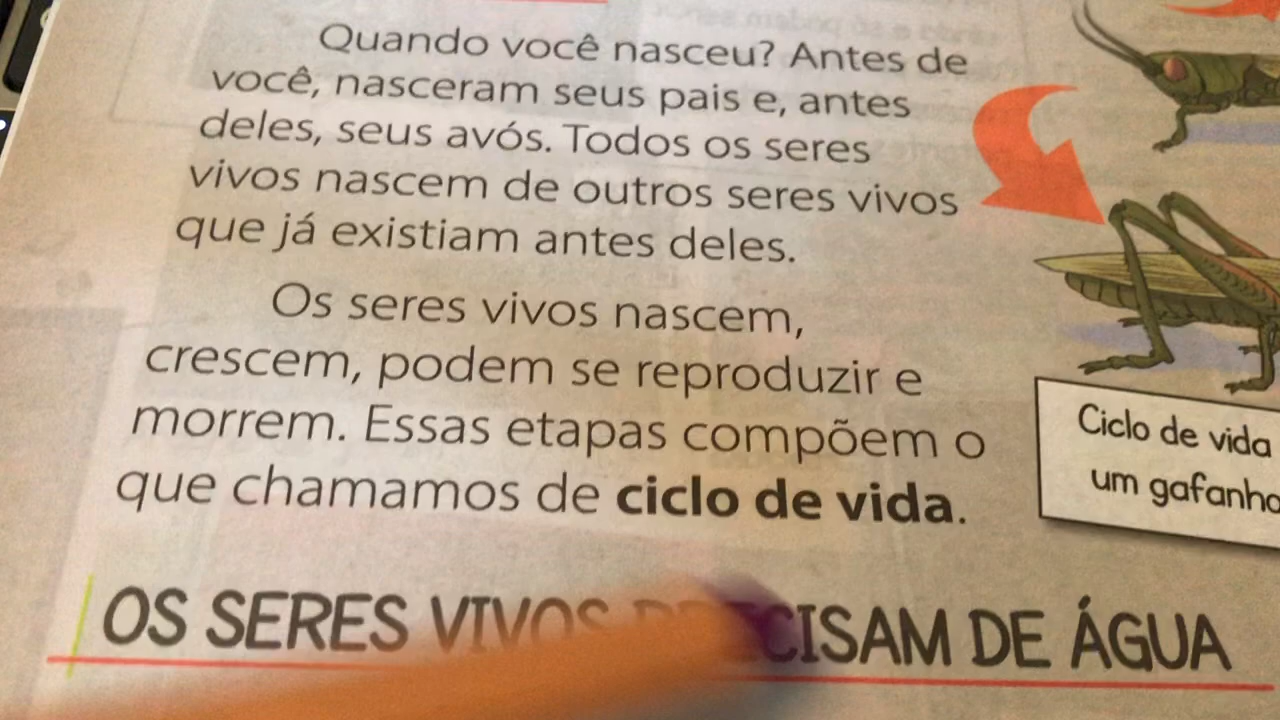 Quando você nasceu? Antes de
você, nasceram seus pais e, antes
deles, seus avós. Todos os seres
vivos nascem de outros seres vivos
que já existiam antes deles.
Os seres vivos nascem,
crescem, podem se reproduzir e
morrem. Essas etapas compõem o
que chamamos de ciclo de vida.
Ciclo de vida
um gafanho
OS SERES VIVOS PRECISAM DE ÁGUA